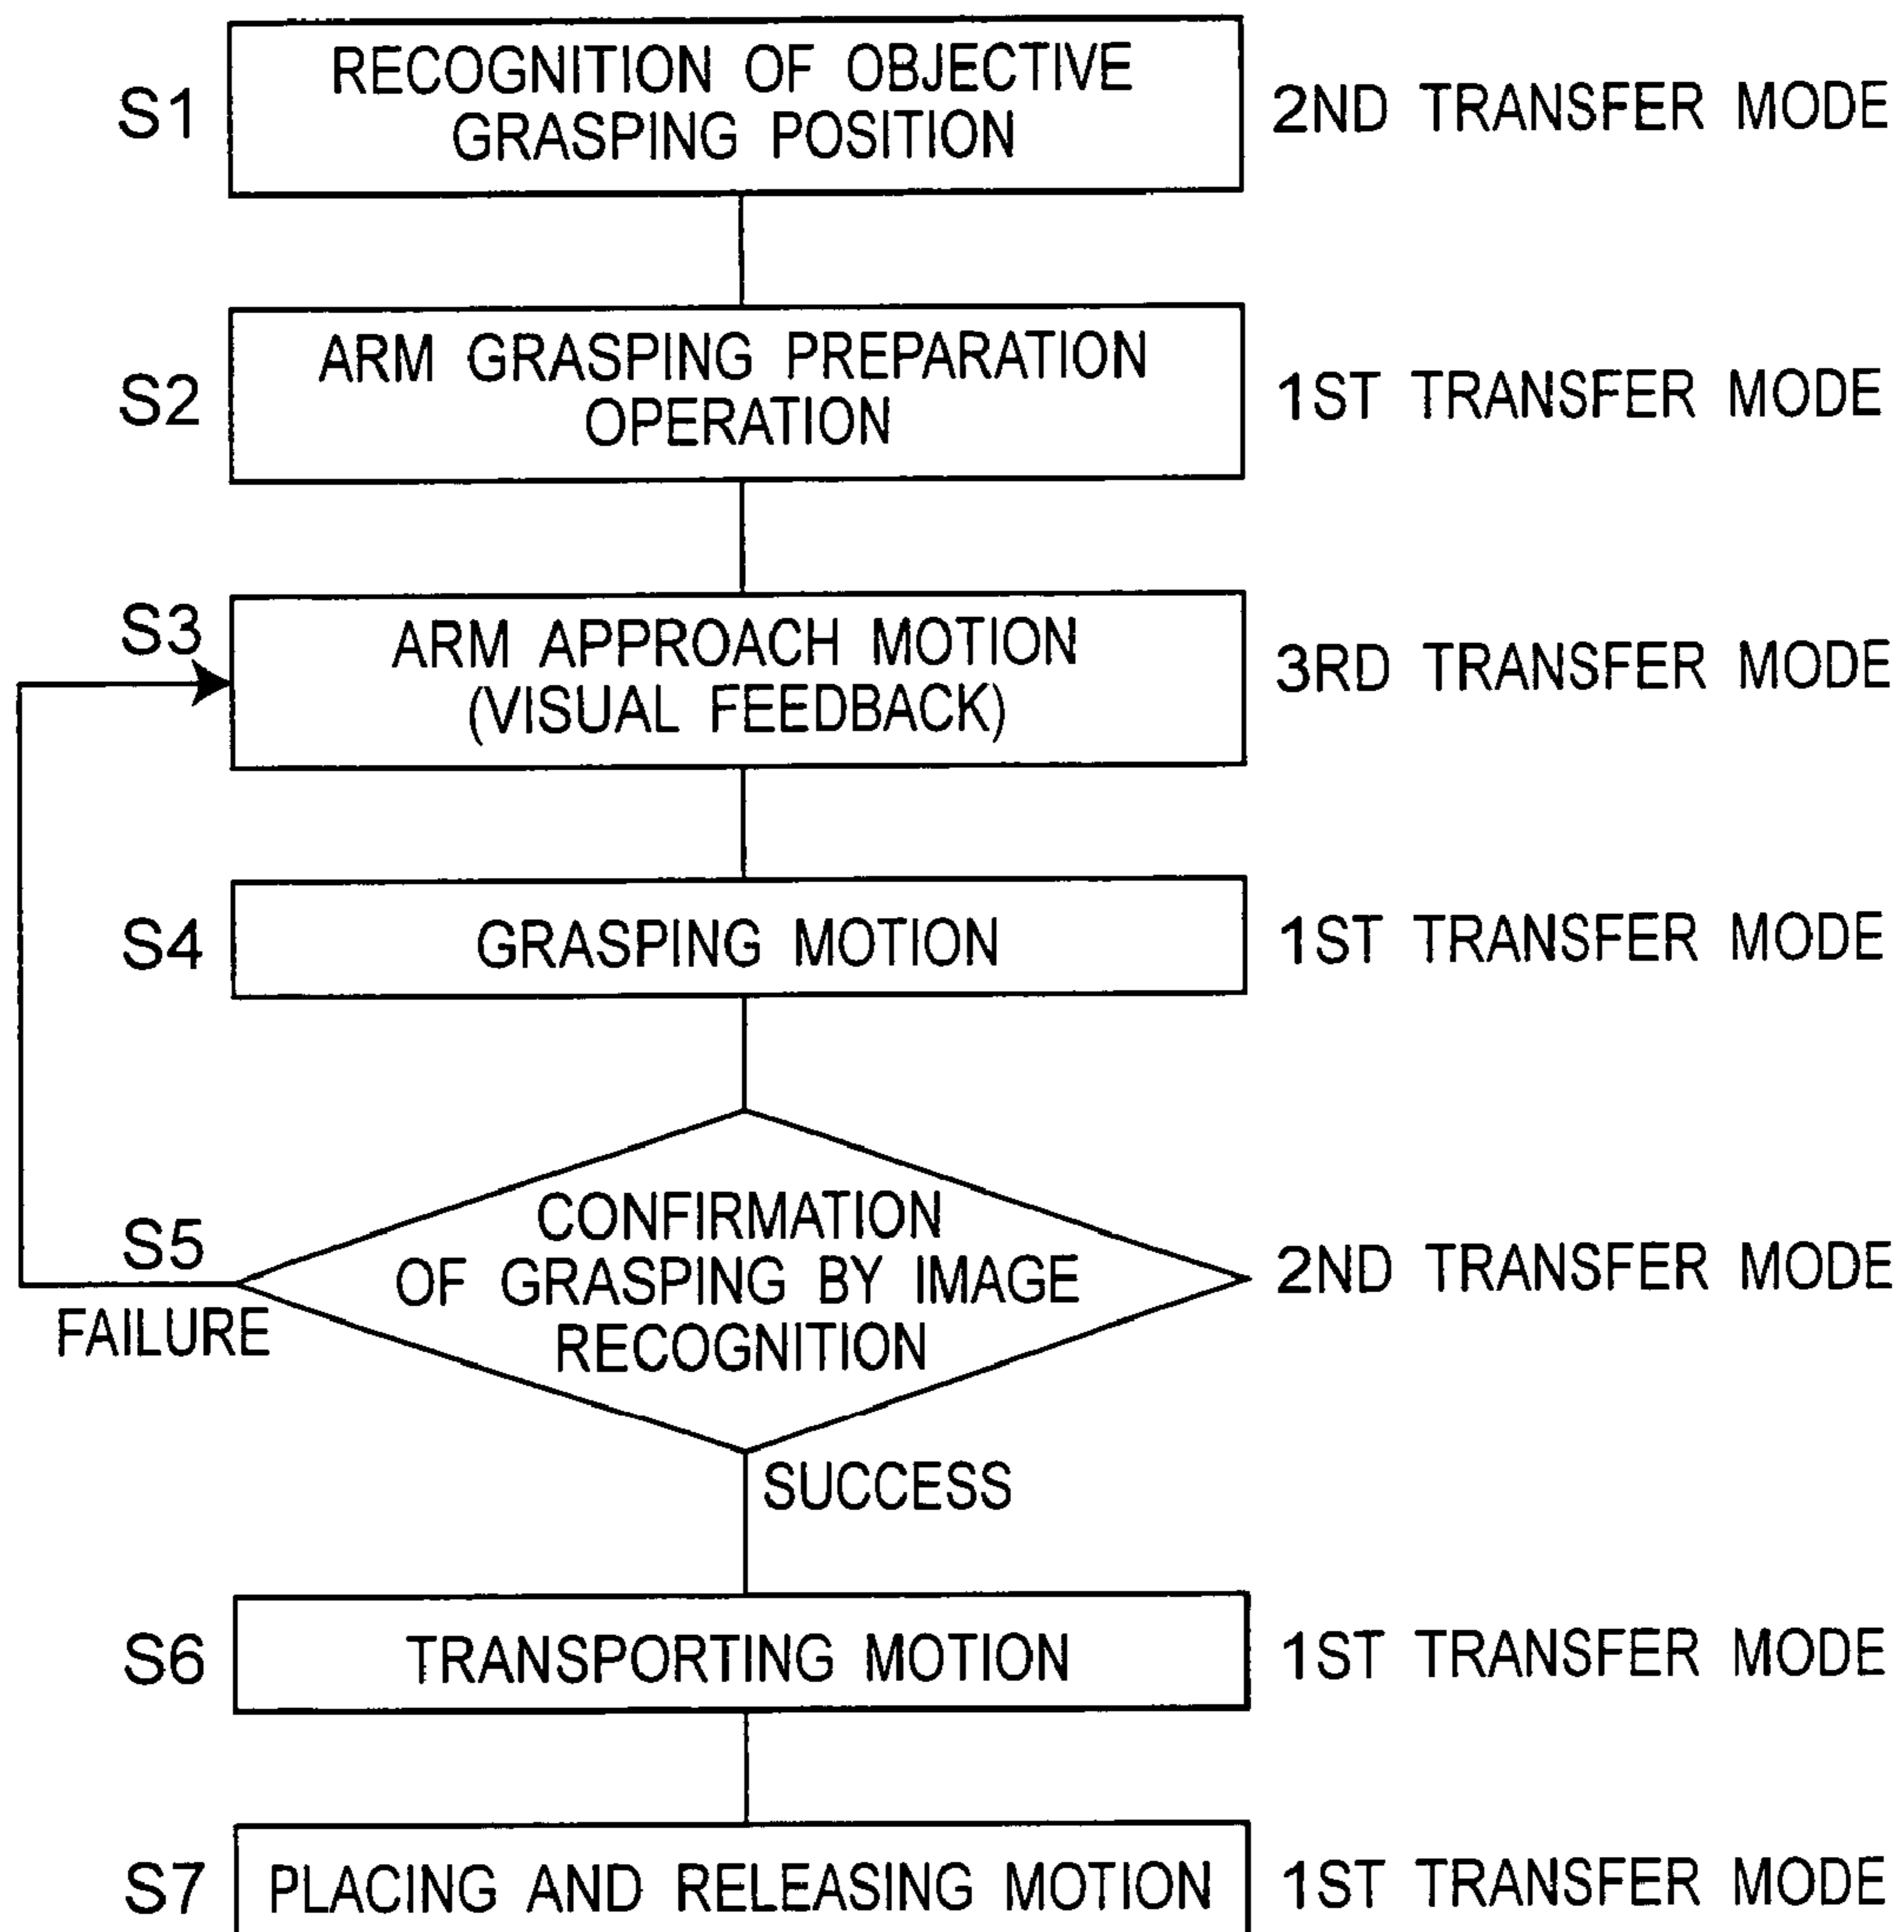 S1
RECOGNITION OF OBJECTIVE
GRASPING POSITION
2ND TRANSFER MODE
S2
ARM GRASPING PREPARATION
OPERATION
1ST TRANSFER MODE
S3
ARM APPROACH MOTION
(VISUAL FEEDBACK)
3RD TRANSFER MODE
S4
GRASPING MOTION
1ST TRANSFER MODE
S5
CONFIRMATION
OF GRASPING BY IMAGE
RECOGNITION
2ND TRANSFER MODE
FAILURE
SUCCESS
S6
TRANSPORTING MOTION
1ST TRANSFER MODE
S7
PLACING AND RELEASING MOTION
1ST TRANSFER MODE